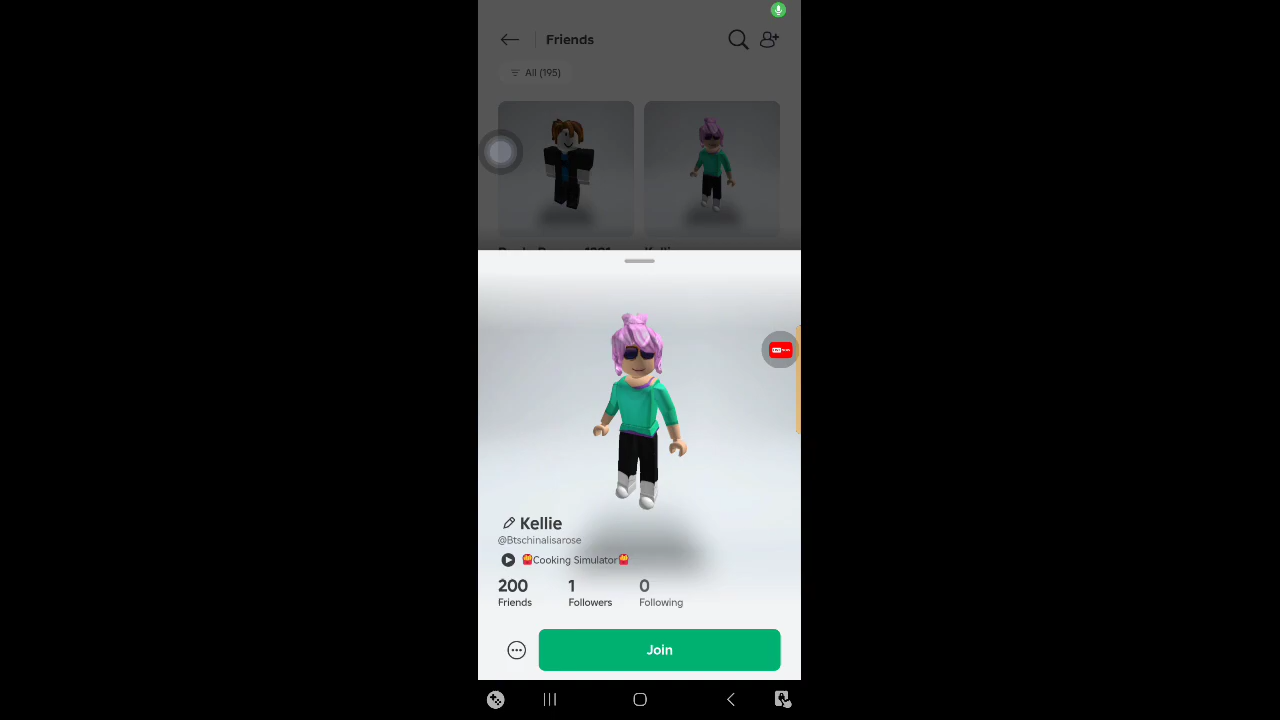 Friends
All (195)
Kellie
@Btschinalisarose
Cooking Simulator
200 1 0
Friends Followers Following
Join